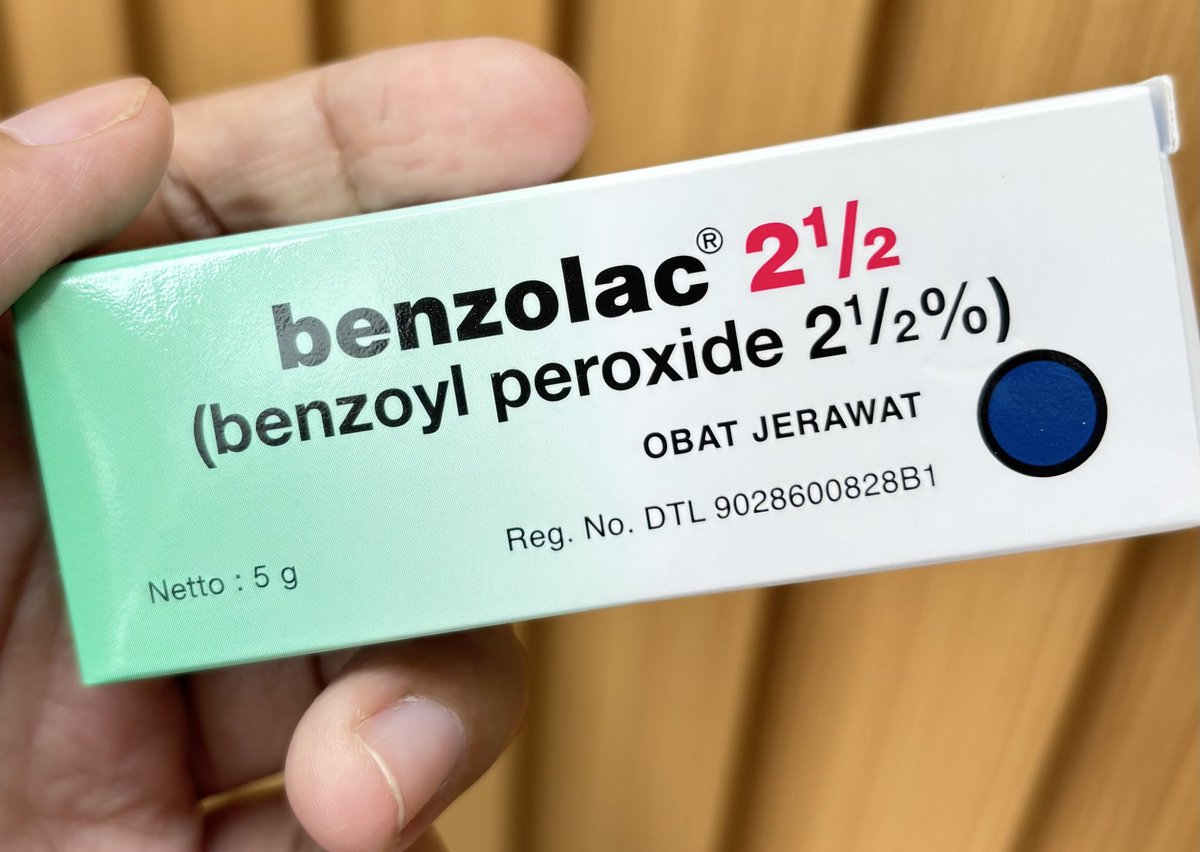 benzolac® 2½
(benzoyl peroxide 2½%)
OBAT JERAWAT
Reg. No. DTL 9028600828B1
Netto : 5 g